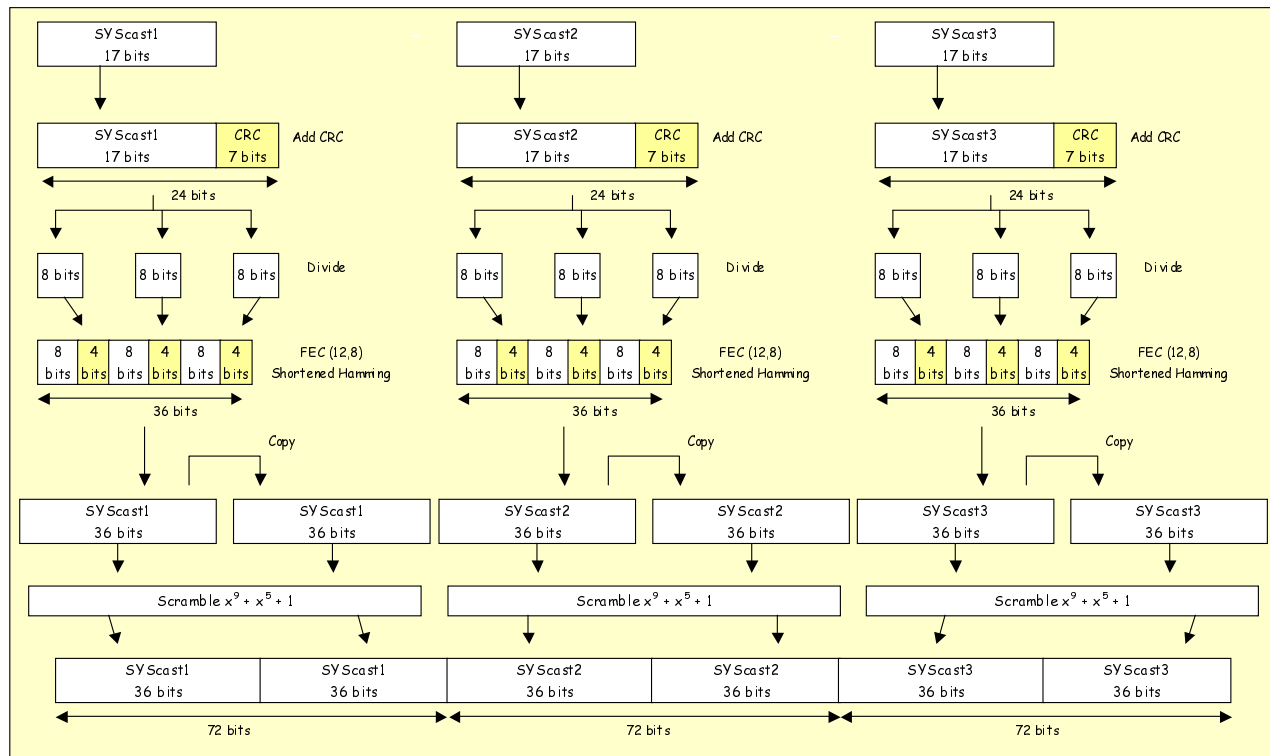 SYScast1
17 bits
SYScast2
17 bits
SYScast3
17 bits
SYScast1
17 bits
CRC
7 bits
Add CRC
SYScast2
17 bits
CRC
7 bits
Add CRC
SYScast3
17 bits
CRC
7 bits
Add CRC
24 bits
24 bits
24 bits
8 bits
8 bits
8 bits
Divide
8 bits
8 bits
8 bits
Divide
8 bits
8 bits
8 bits
Divide
8 bits
4 bits
8 bits
4 bits
8 bits
4 bits
FEC (12,8)
Shortened Hamming
8 bits
4 bits
8 bits
4 bits
8 bits
4 bits
FEC (12,8)
Shortened Hamming
8 bits
4 bits
8 bits
4 bits
8 bits
4 bits
FEC (12,8)
Shortened Hamming
36 bits
36 bits
36 bits
Copy
Copy
Copy
SYScast1
36 bits
SYScast1
36 bits
SYScast2
36 bits
SYScast2
36 bits
SYScast3
36 bits
SYScast3
36 bits
Scramble x⁹ + x⁵ + 1
Scramble x⁹ + x⁵ + 1
Scramble x⁹ + x⁵ + 1
SYScast1
36 bits
SYScast1
36 bits
SYScast2
36 bits
SYScast2
36 bits
SYScast3
36 bits
SYScast3
36 bits
72 bits
72 bits
72 bits